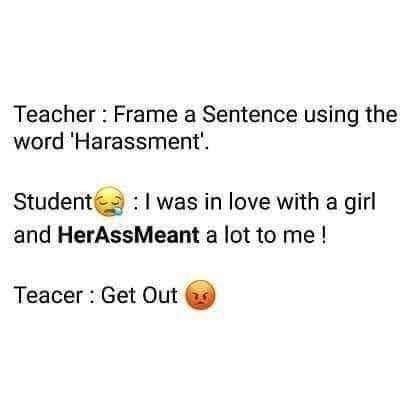 Teacher : Frame a Sentence using the
word 'Harassment'.
Student😪 : I was in love with a girl
and HerAssMeant a lot to me !
Teacer : Get Out 😡